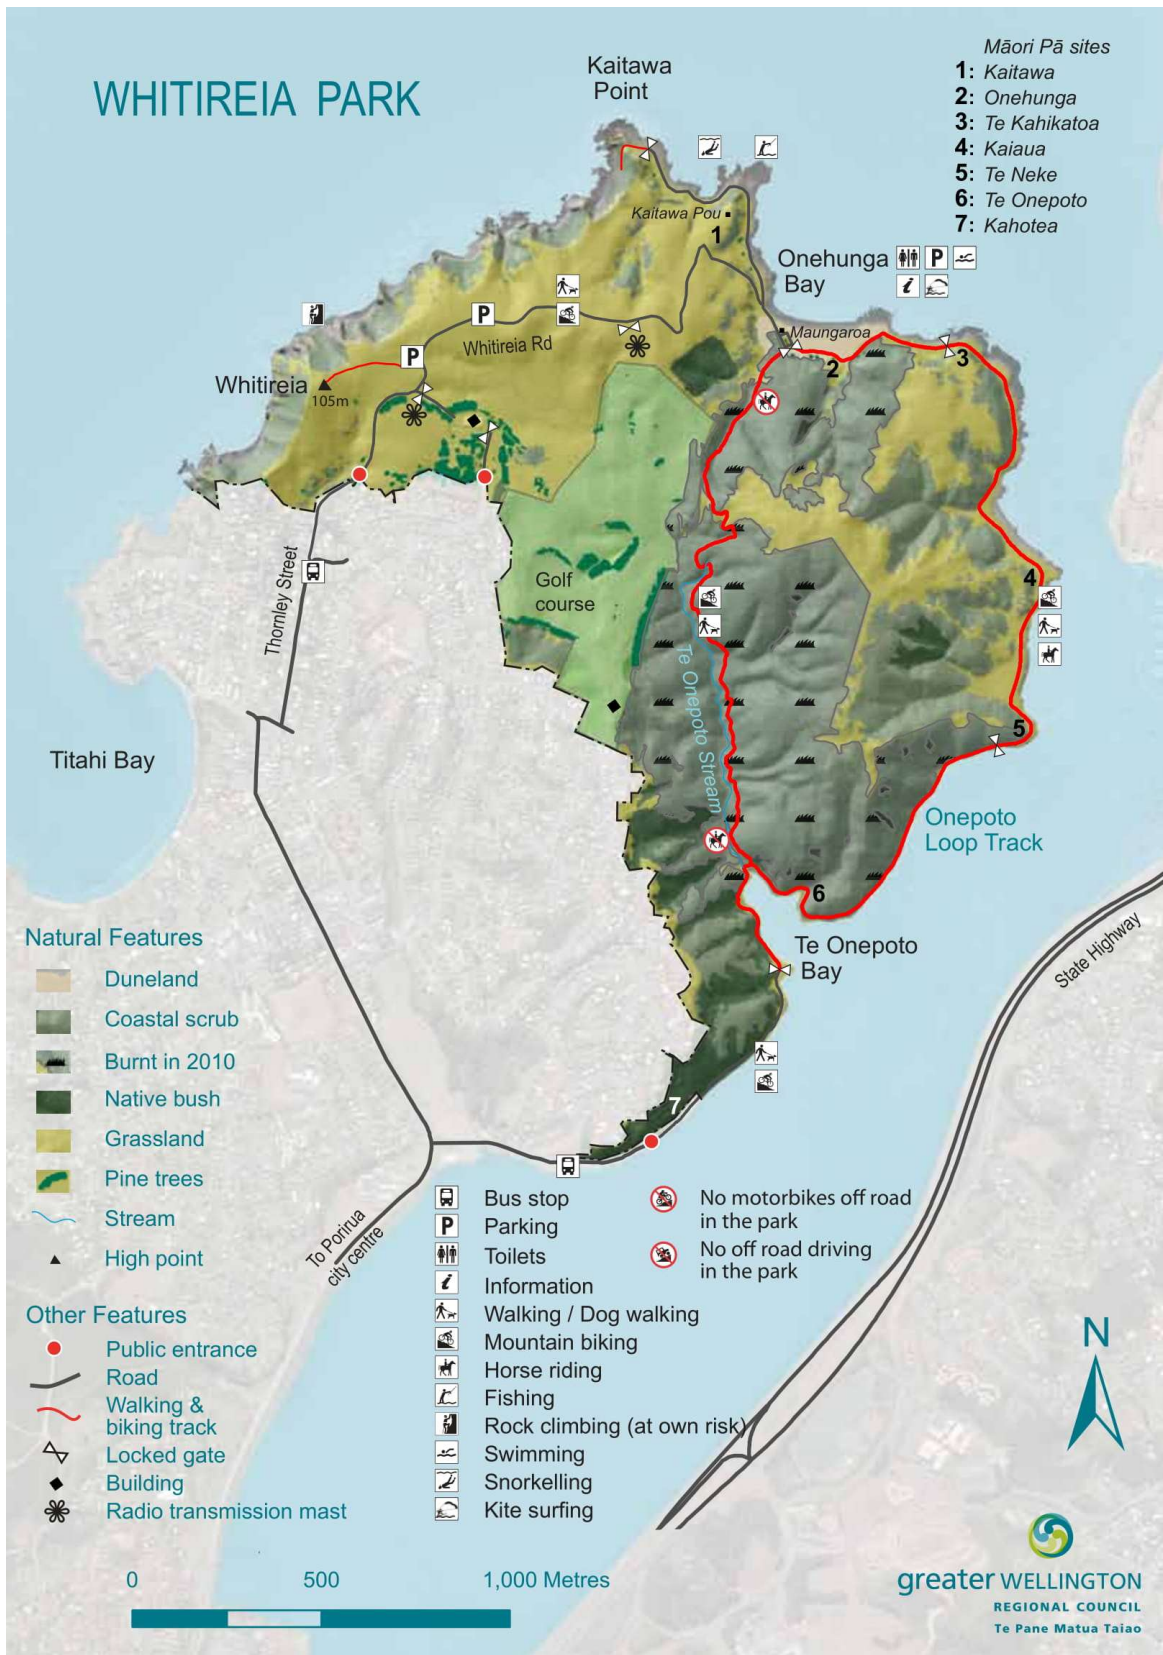 WHITIREIA PARK
Kaitawa
Point
Māori Pā sites
1: Kaitawa
2: Onehunga
3: Te Kahikatoa
4: Kaiaua
5: Te Neke
6: Te Onepoto
7: Kahotea
Kaitawa Pou
1
Onehunga
Bay
P
i
P
Whitireia Rd
Maungaroa
P
2
3
Whitireia
105m
Golf
course
Thornley Street
4
Te Onepoto Stream
5
Titahi Bay
Onepoto
Loop Track
6
Te Onepoto
Bay
State Highway
7
To Porirua
city centre
Natural Features
Duneland
Coastal scrub
Burnt in 2010
Native bush
Grassland
Pine trees
Stream
High point
Other Features
Public entrance
Road
Walking &
biking track
Locked gate
Building
Radio transmission mast
Bus stop
P Parking
Toilets
i Information
Walking / Dog walking
Mountain biking
Horse riding
Fishing
Rock climbing (at own risk)
Swimming
Snorkelling
Kite surfing
No motorbikes off road
in the park
No off road driving
in the park
N
0 500 1,000 Metres
greater WELLINGTON
REGIONAL COUNCIL
Te Pane Matua Taiao